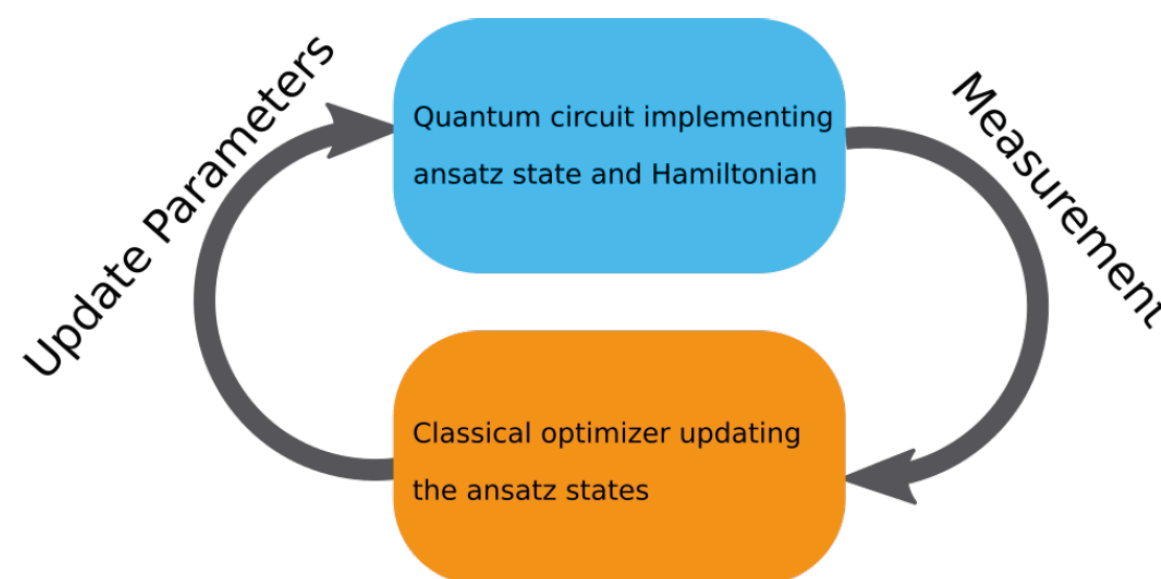 Update Parameters
Quantum circuit implementing
ansatz state and Hamiltonian
Measurement
Classical optimizer updating
the ansatz states